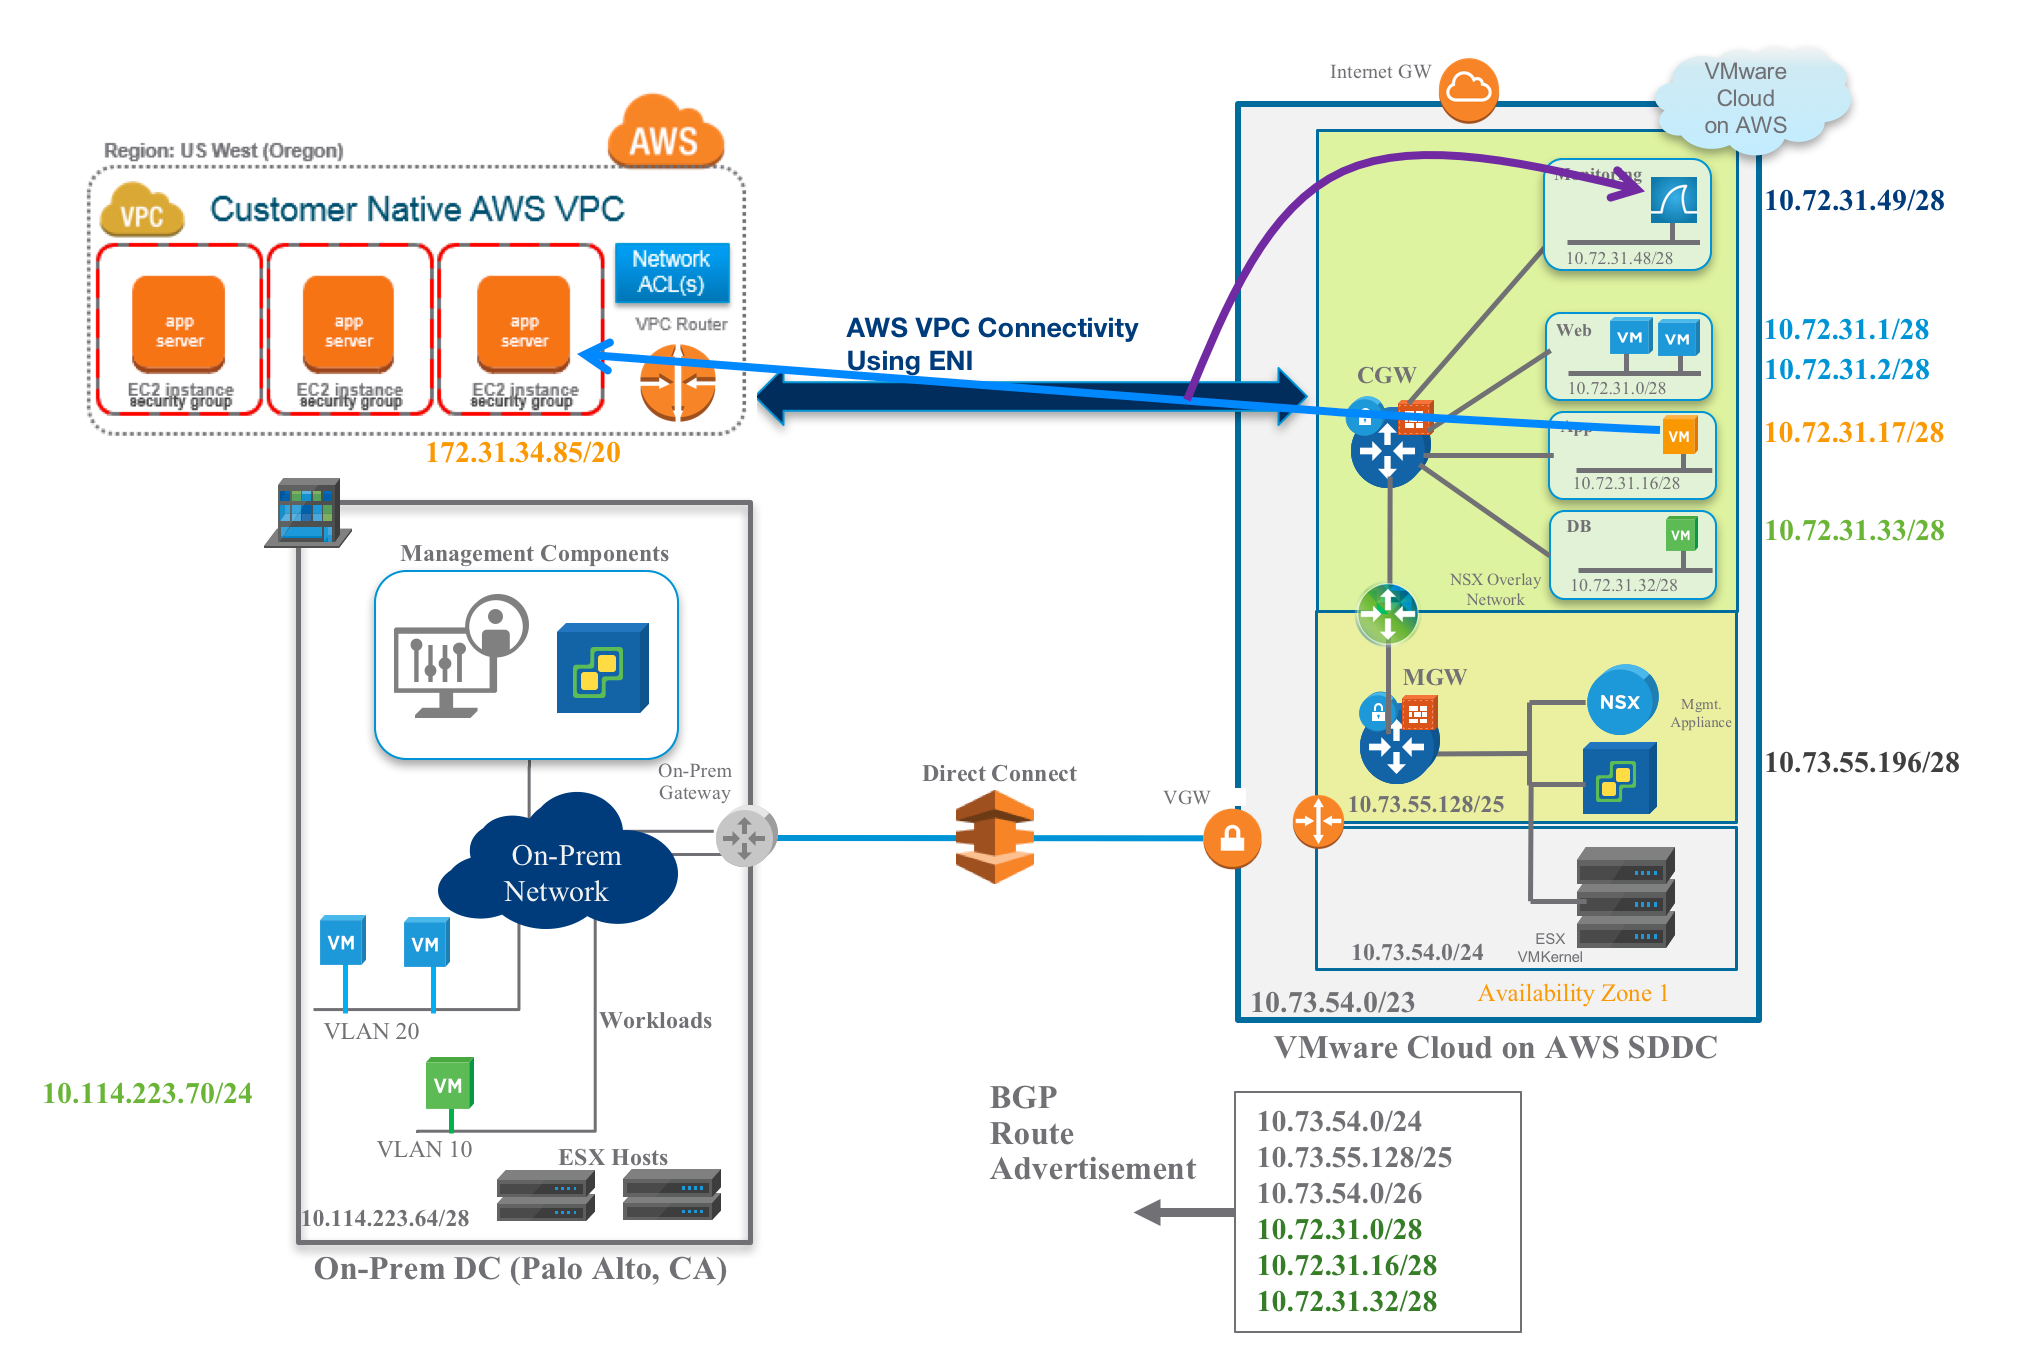 Internet GW
VMware
Cloud
on AWS
AWS
Region: US West (Oregon)
VPC
Customer Native AWS VPC
Network
ACL(s)
VPC Router
app
server
EC2 instance
security group
app
server
EC2 instance
security group
app
server
EC2 instance
security group
172.31.34.85/20
AWS VPC Connectivity
Using ENI
Monitoring
10.72.31.48/28
10.72.31.49/28
Web
VM
VM
10.72.31.0/28
10.72.31.1/28
10.72.31.2/28
CGW
App
VM
10.72.31.16/28
10.72.31.17/28
DB
VM
10.72.31.32/28
10.72.31.33/28
NSX Overlay
Network
MGW
NSX
Mgmt.
Appliance
10.73.55.196/28
10.73.55.128/25
ESX
VMKernel
10.73.54.0/24
Availability Zone 1
10.73.54.0/23
VMware Cloud on AWS SDDC
Management Components
On-Prem
Gateway
Direct Connect
VGW
On-Prem
Network
VM
VM
VLAN 20
Workloads
10.114.223.70/24
VM
VLAN 10
ESX Hosts
10.114.223.64/28
On-Prem DC (Palo Alto, CA)
BGP
Route
Advertisement
10.73.54.0/24
10.73.55.128/25
10.73.54.0/26
10.72.31.0/28
10.72.31.16/28
10.72.31.32/28